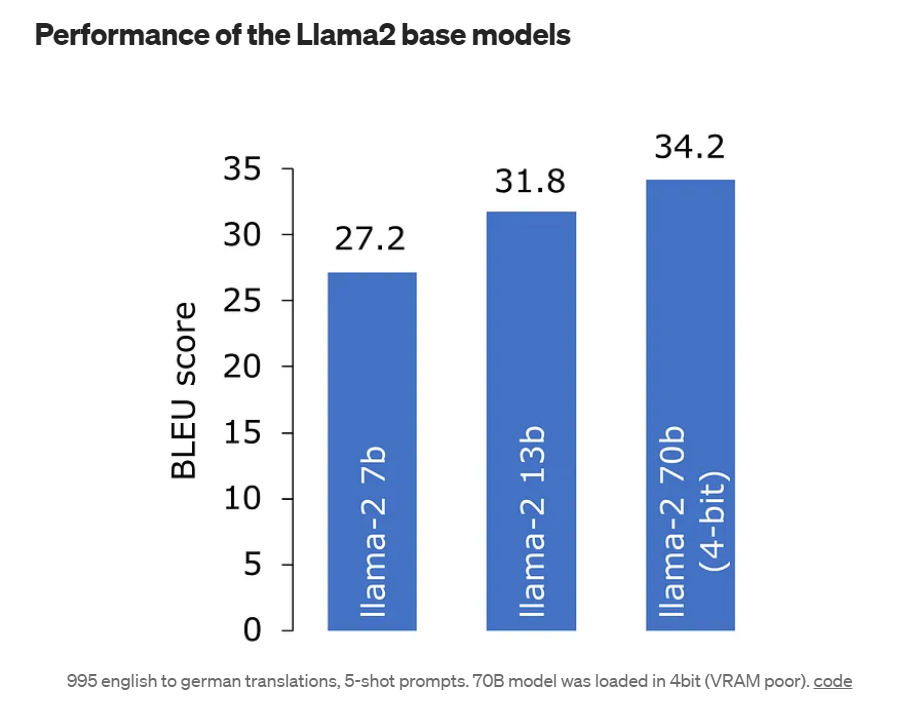 Performance of the Llama2 base models
34.2
35
31.8
30
27.2
25
20
15
10
5
0
BLEU score
llama-2 7b
llama-2 13b
llama-2 70b
(4-bit)
995 english to german translations, 5-shot prompts. 70B model was loaded in 4bit (VRAM poor). code